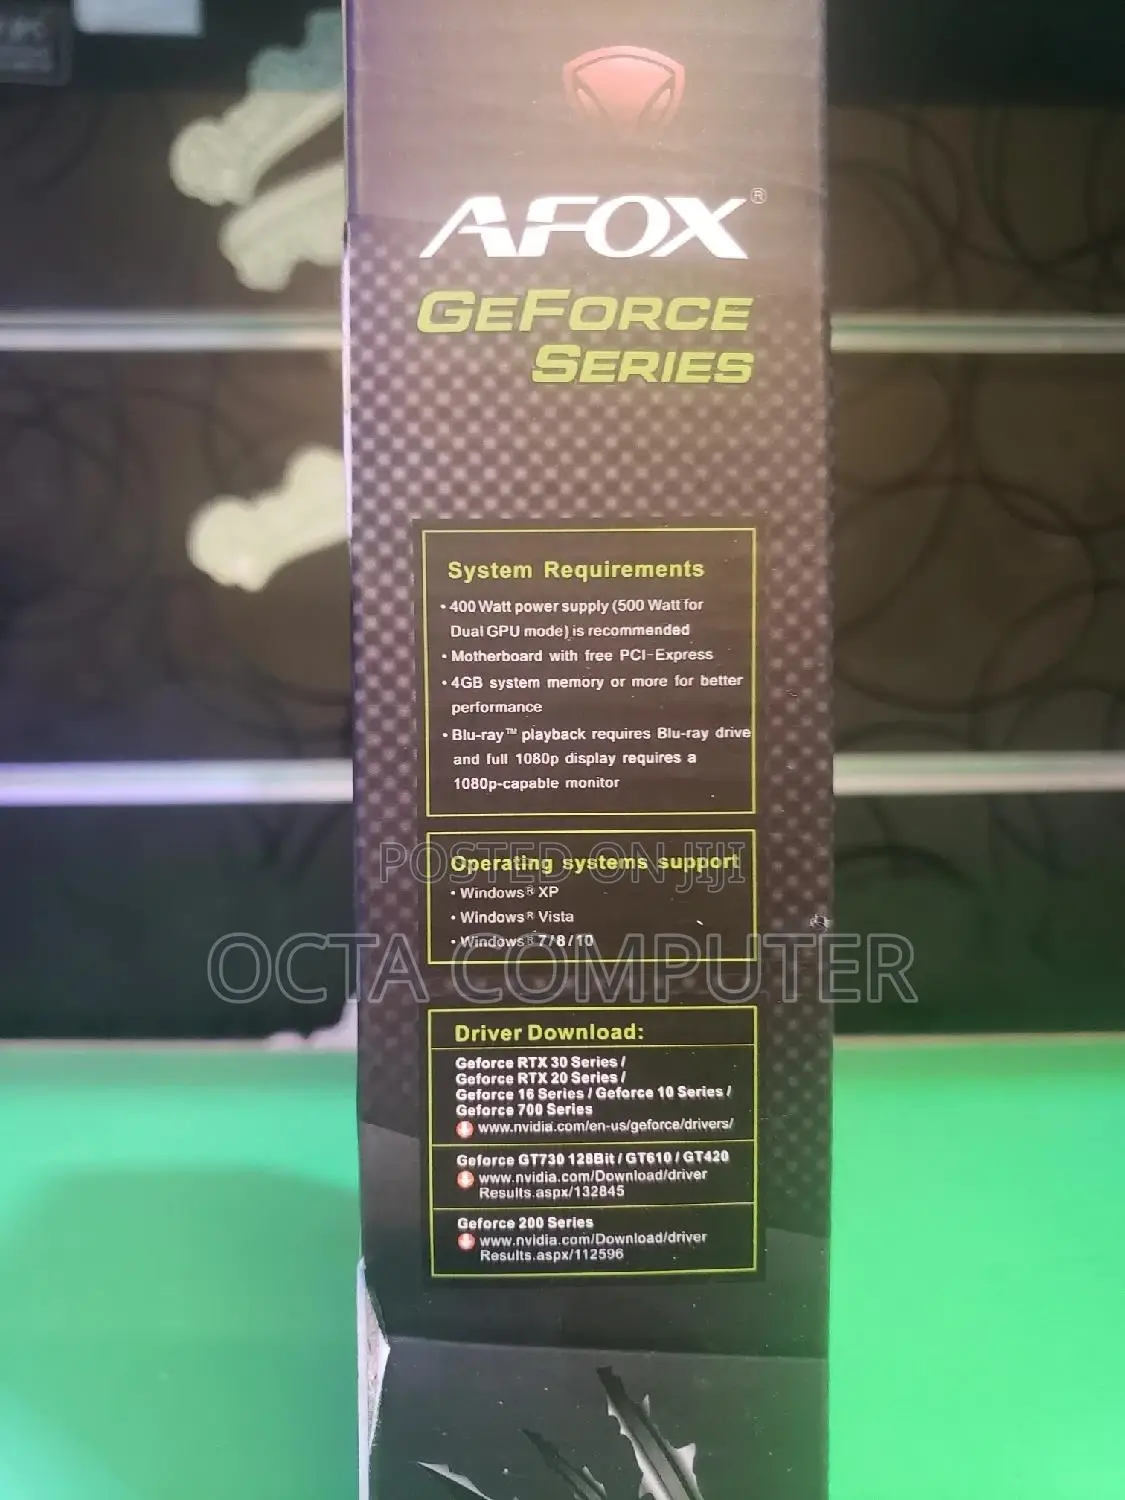 AFOX®
GEFORCE
SERIES
System Requirements
• 400 Watt power supply (500 Watt for
Dual GPU mode) is recommended
• Motherboard with free PCI-Express
• 4GB system memory or more for better
performance
• Blu-ray™ playback requires Blu-ray drive
and full 1080p display requires a
1080p-capable monitor
Operating systems support
POSTED ON JIJI
• Windows® XP
• Windows® Vista
• Windows® 7/8/10
OCTA COMPUTER
Driver Download:
Geforce RTX 30 Series /
Geforce RTX 20 Series /
Geforce 16 Series / Geforce 10 Series /
Geforce 700 Series
www.nvidia.com/en-us/geforce/drivers/
Geforce GT730 128Bit / GT610 / GT420
www.nvidia.com/Download/driver
Results.aspx/132845
Geforce 200 Series
www.nvidia.com/Download/driver
Results.aspx/112596